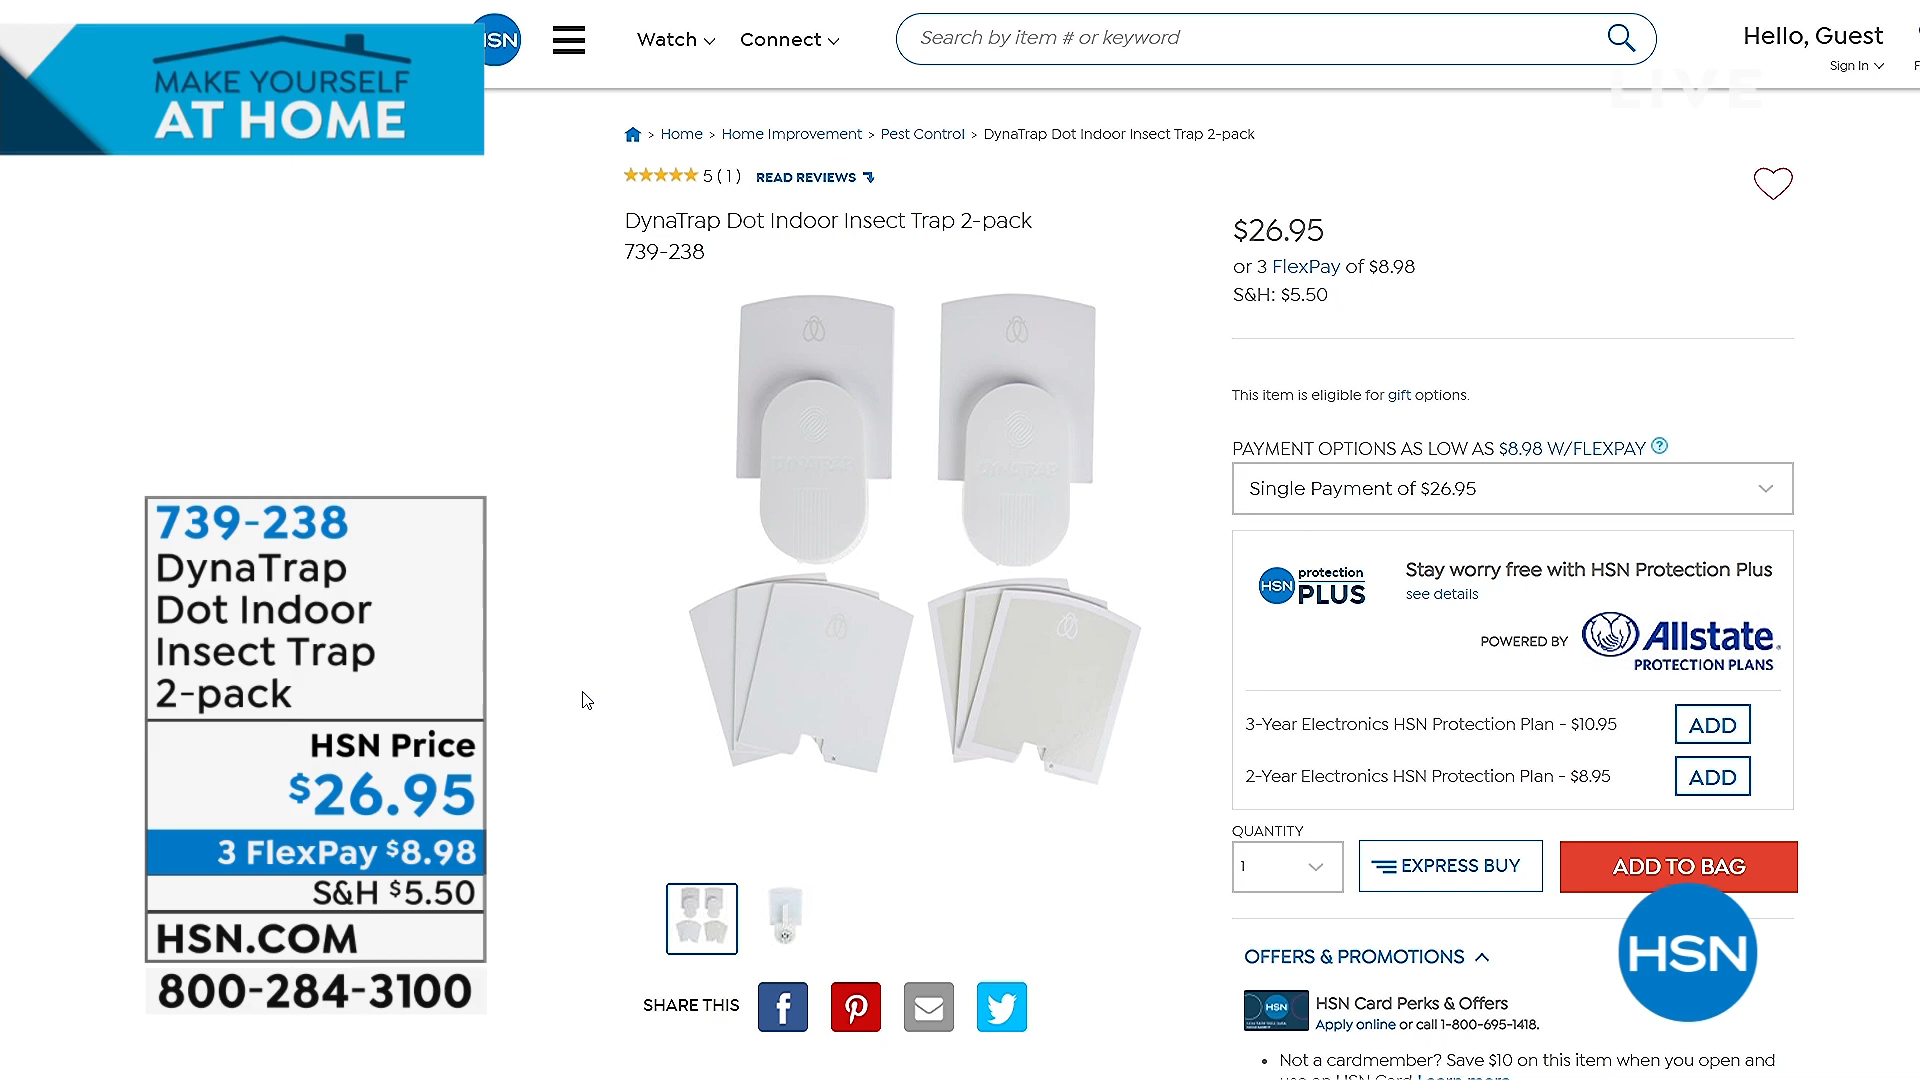 MAKE YOURSELF
AT HOME
HSN
Watch
Connect
Search by item # or keyword
Hello, Guest
Sign In
LIVE
> Home > Home Improvement > Pest Control > DynaTrap Dot Indoor Insect Trap 2-pack
5 ( 1 ) READ REVIEWS
DynaTrap Dot Indoor Insect Trap 2-pack
739-238
$26.95
or 3 FlexPay of $8.98
S&H: $5.50
This item is eligible for gift options.
PAYMENT OPTIONS AS LOW AS $8.98 W/FLEXPAY ?
Single Payment of $26.95
HSN protection PLUS
Stay worry free with HSN Protection Plus
see details
POWERED BY Allstate
PROTECTION PLANS
3-Year Electronics HSN Protection Plan - $10.95 ADD
2-Year Electronics HSN Protection Plan - $8.95 ADD
QUANTITY
1
EXPRESS BUY
ADD TO BAG
OFFERS & PROMOTIONS
HSN
HSN Card Perks & Offers
Apply online or call 1-800-695-1418.
• Not a cardmember? Save $10 on this item when you open and
DYNATRAP
DYNATRAP
SHARE THIS
739-238
DynaTrap
Dot Indoor
Insect Trap
2-pack
HSN Price
$26.95
3 FlexPay $8.98
S&H $5.50
HSN.COM
800-284-3100
HSN